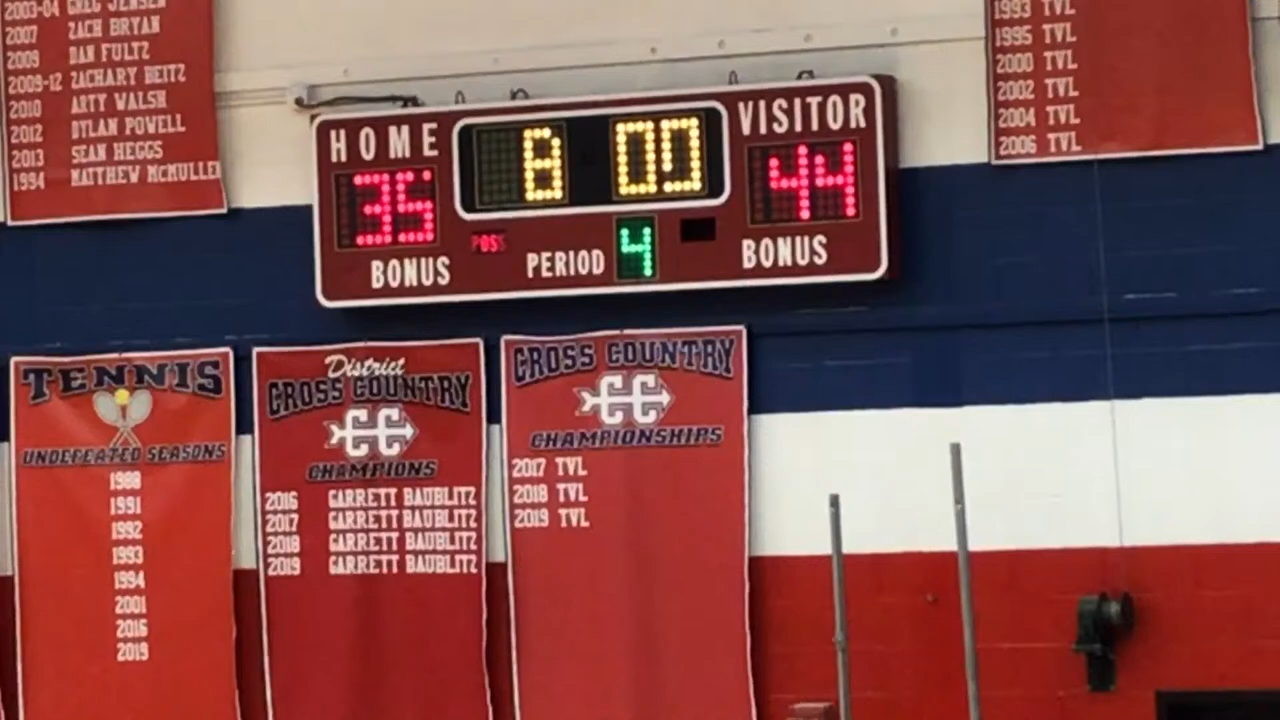 2003-04 GREG JENSEN
2007 ZACH BRYAN
2009 DAN FULTZ
2009-12 ZACHARY BEITZ
2010 ARTY WALSH
2012 DYLAN POWELL
2013 SEAN HEGGS
1994 MATTHEW MCMULLEN
1993 TVL
1995 TVL
2000 TVL
2002 TVL
2004 TVL
2006 TVL
HOME
8 00
VISITOR
35
44
POSS
PERIOD 4
BONUS
BONUS
TENNIS
UNDEFEATED SEASONS
1988
1991
1992
1993
1994
2001
2016
2019
District
CROSS COUNTRY
CC
CHAMPIONS
2016 GARRETT BAUBLITZ
2017 GARRETT BAUBLITZ
2018 GARRETT BAUBLITZ
2019 GARRETT BAUBLITZ
CROSS COUNTRY
CC
CHAMPIONSHIPS
2017 TVL
2018 TVL
2019 TVL